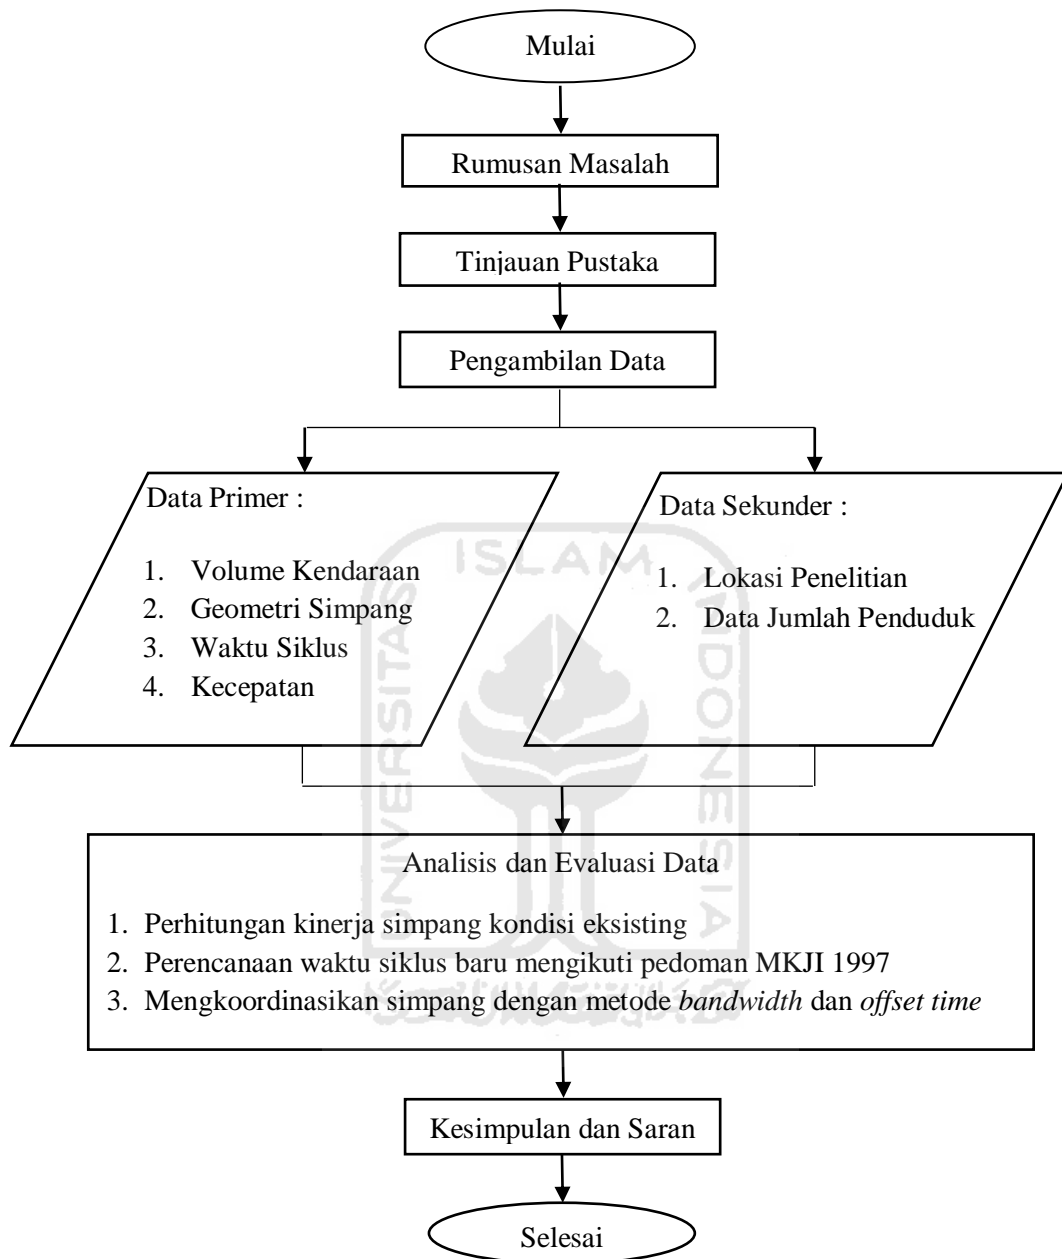 Mulai
Rumusan Masalah
Tinjauan Pustaka
Pengambilan Data
Data Primer :
1. Volume Kendaraan
2. Geometri Simpang
3. Waktu Siklus
4. Kecepatan
Data Sekunder :
1. Lokasi Penelitian
2. Data Jumlah Penduduk
UNIVERSITAS
ISLAM
INDONESIA
Analisis dan Evaluasi Data
1. Perhitungan kinerja simpang kondisi eksisting
2. Perencanaan waktu siklus baru mengikuti pedoman MKJI 1997
3. Mengkoordinasikan simpang dengan metode bandwidth dan offset time
Kesimpulan dan Saran
Selesai